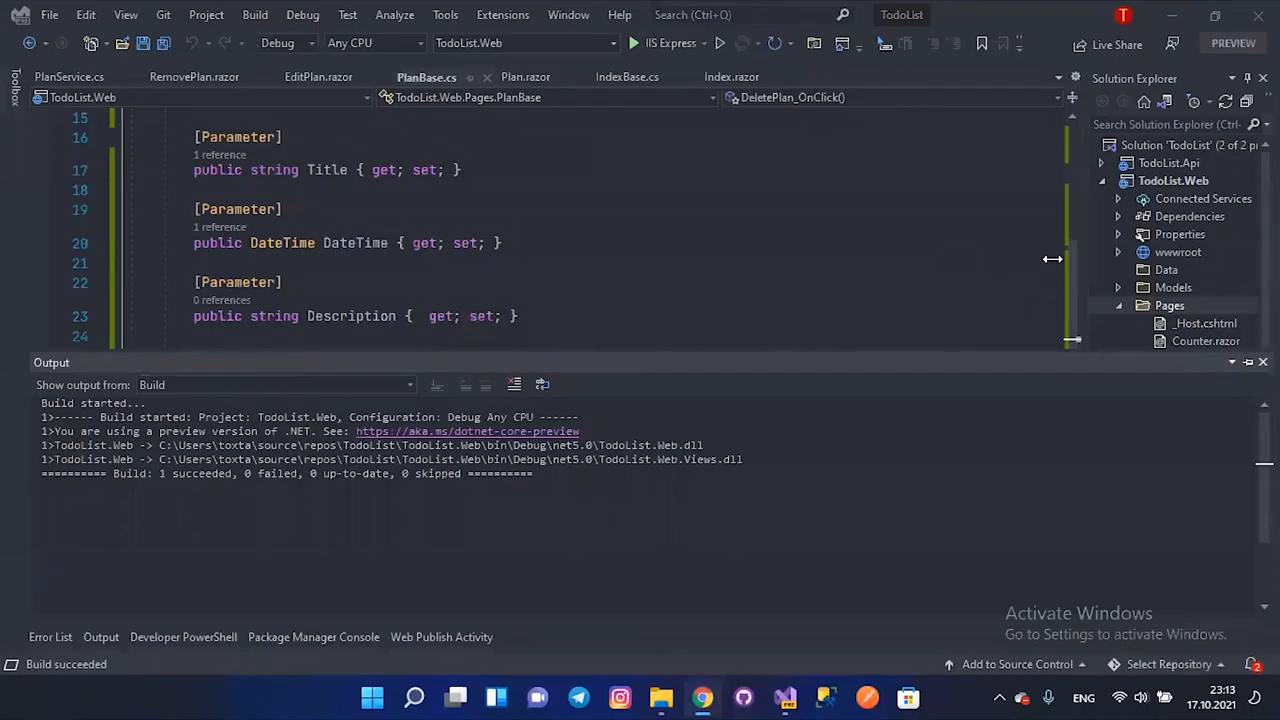 File Edit View Git Project Build Debug Test Analyze Tools Extensions Window Help Search (Ctrl+Q) TodoList T
Debug Any CPU TodoList.Web IIS Express Live Share PREVIEW
Toolbox
PlanService.cs RemovePlan.razor EditPlan.razor PlanBase.cs Plan.razor IndexBase.cs Index.razor
TodoList.Web TodoList.Web.Pages.PlanBase DeletePlan_OnClick()
15
16 [Parameter]
1 reference
17 public string Title { get; set; }
18
19 [Parameter]
1 reference
20 public DateTime DateTime { get; set; }
21
22 [Parameter]
0 references
23 public string Description {  get; set; }
24
Solution Explorer
Search Solution Explorer (Ctrl+
Solution 'TodoList' (2 of 2 pr
TodoList.Api
TodoList.Web
Connected Services
Dependencies
Properties
wwwroot
Data
Models
Pages
_Host.cshtml
Counter.razor
Output
Show output from: Build
Build started...
1>------ Build started: Project: TodoList.Web, Configuration: Debug Any CPU ------
1>You are using a preview version of .NET. See: https://aka.ms/dotnet-core-preview
1>TodoList.Web -> C:\Users\toxta\source\repos\TodoList\TodoList.Web\bin\Debug\net5.0\TodoList.Web.dll
1>TodoList.Web -> C:\Users\toxta\source\repos\TodoList\TodoList.Web\bin\Debug\net5.0\TodoList.Web.Views.dll
========== Build: 1 succeeded, 0 failed, 0 up-to-date, 0 skipped ==========
Activate Windows
Go to Settings to activate Windows.
Error List Output Developer PowerShell Package Manager Console Web Publish Activity
Build succeeded Add to Source Control Select Repository 2
ENG 23:13
17.10.2021